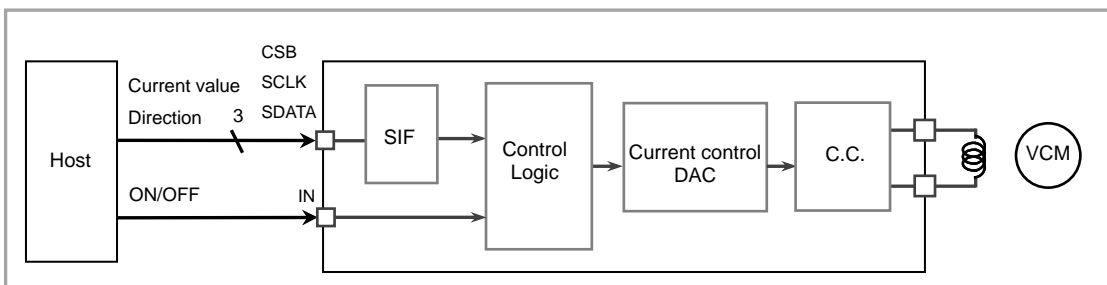 CSB
Current value
SCLK
Direction
3
SDATA
Host
SIF
Control
Logic
Current control
DAC
C.C.
VCM
ON/OFF
IN